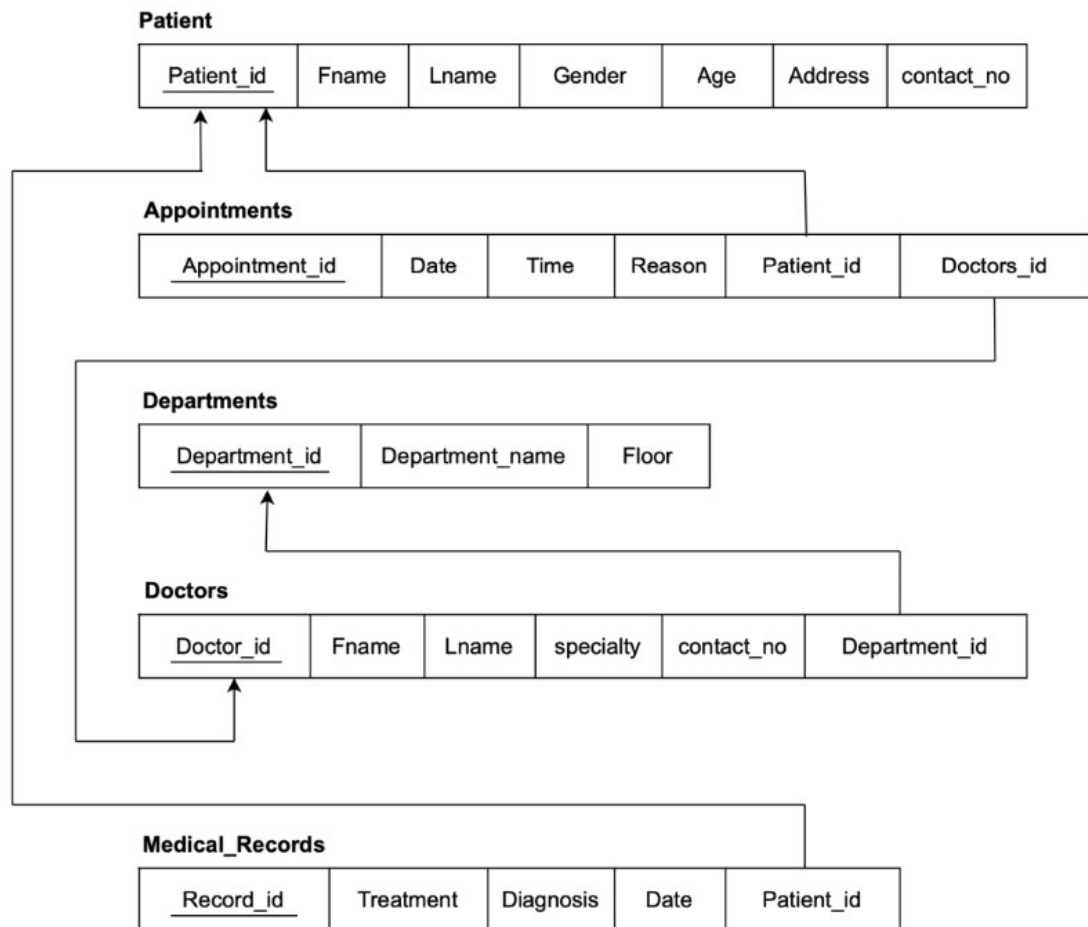 Patient
Patient_id Fname Lname Gender Age Address contact_no
Appointments
Appointment_id Date Time Reason Patient_id Doctors_id
Departments
Department_id Department_name Floor
Doctors
Doctor_id Fname Lname specialty contact_no Department_id
Medical_Records
Record_id Treatment Diagnosis Date Patient_id